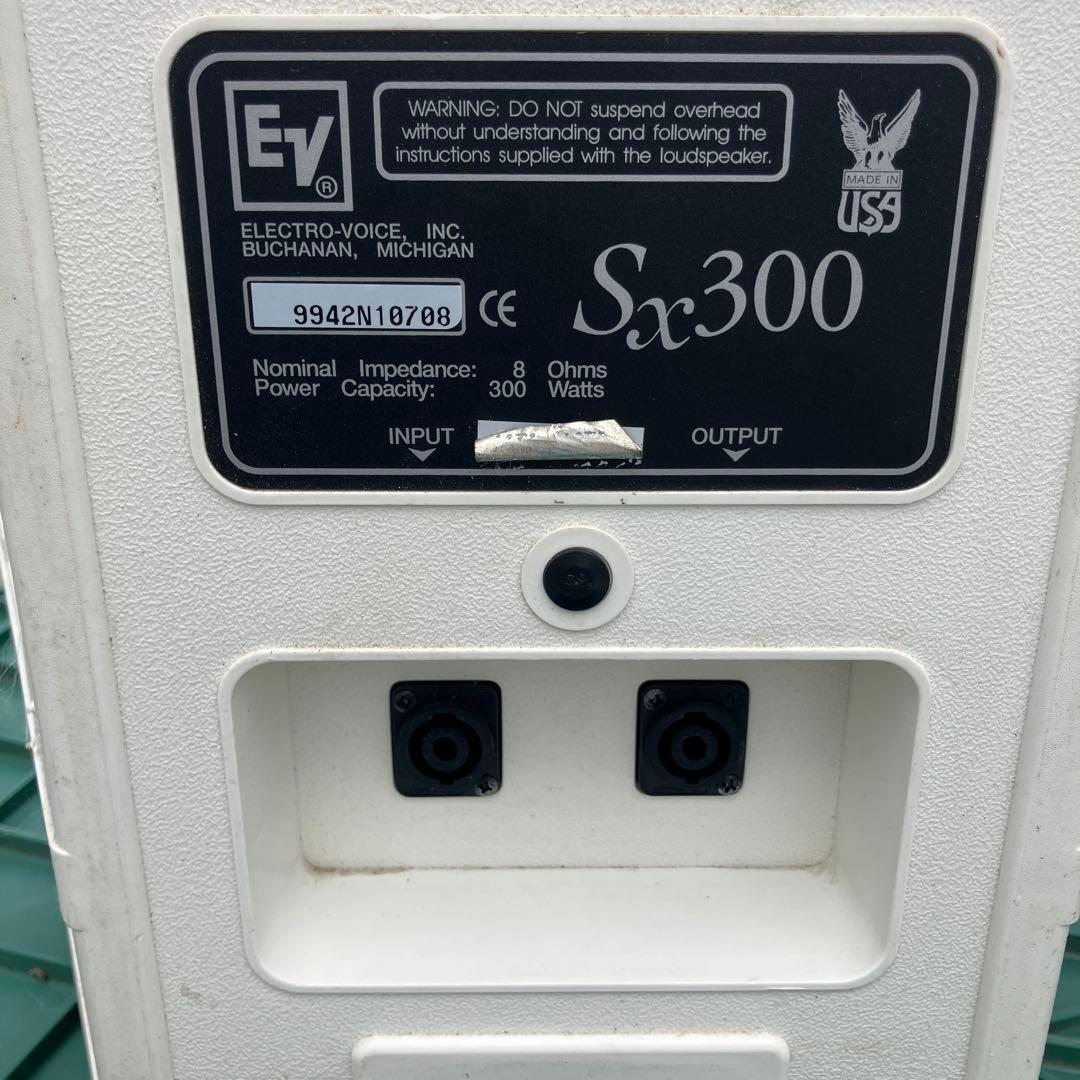 EV®
WARNING: DO NOT suspend overhead
without understanding and following the
instructions supplied with the loudspeaker.
MADE IN
USA
ELECTRO-VOICE, INC.
BUCHANAN, MICHIGAN
9942N10708
CE
Sx300
Nominal Impedance: 8 Ohms
Power Capacity: 300 Watts
INPUT
OUTPUT